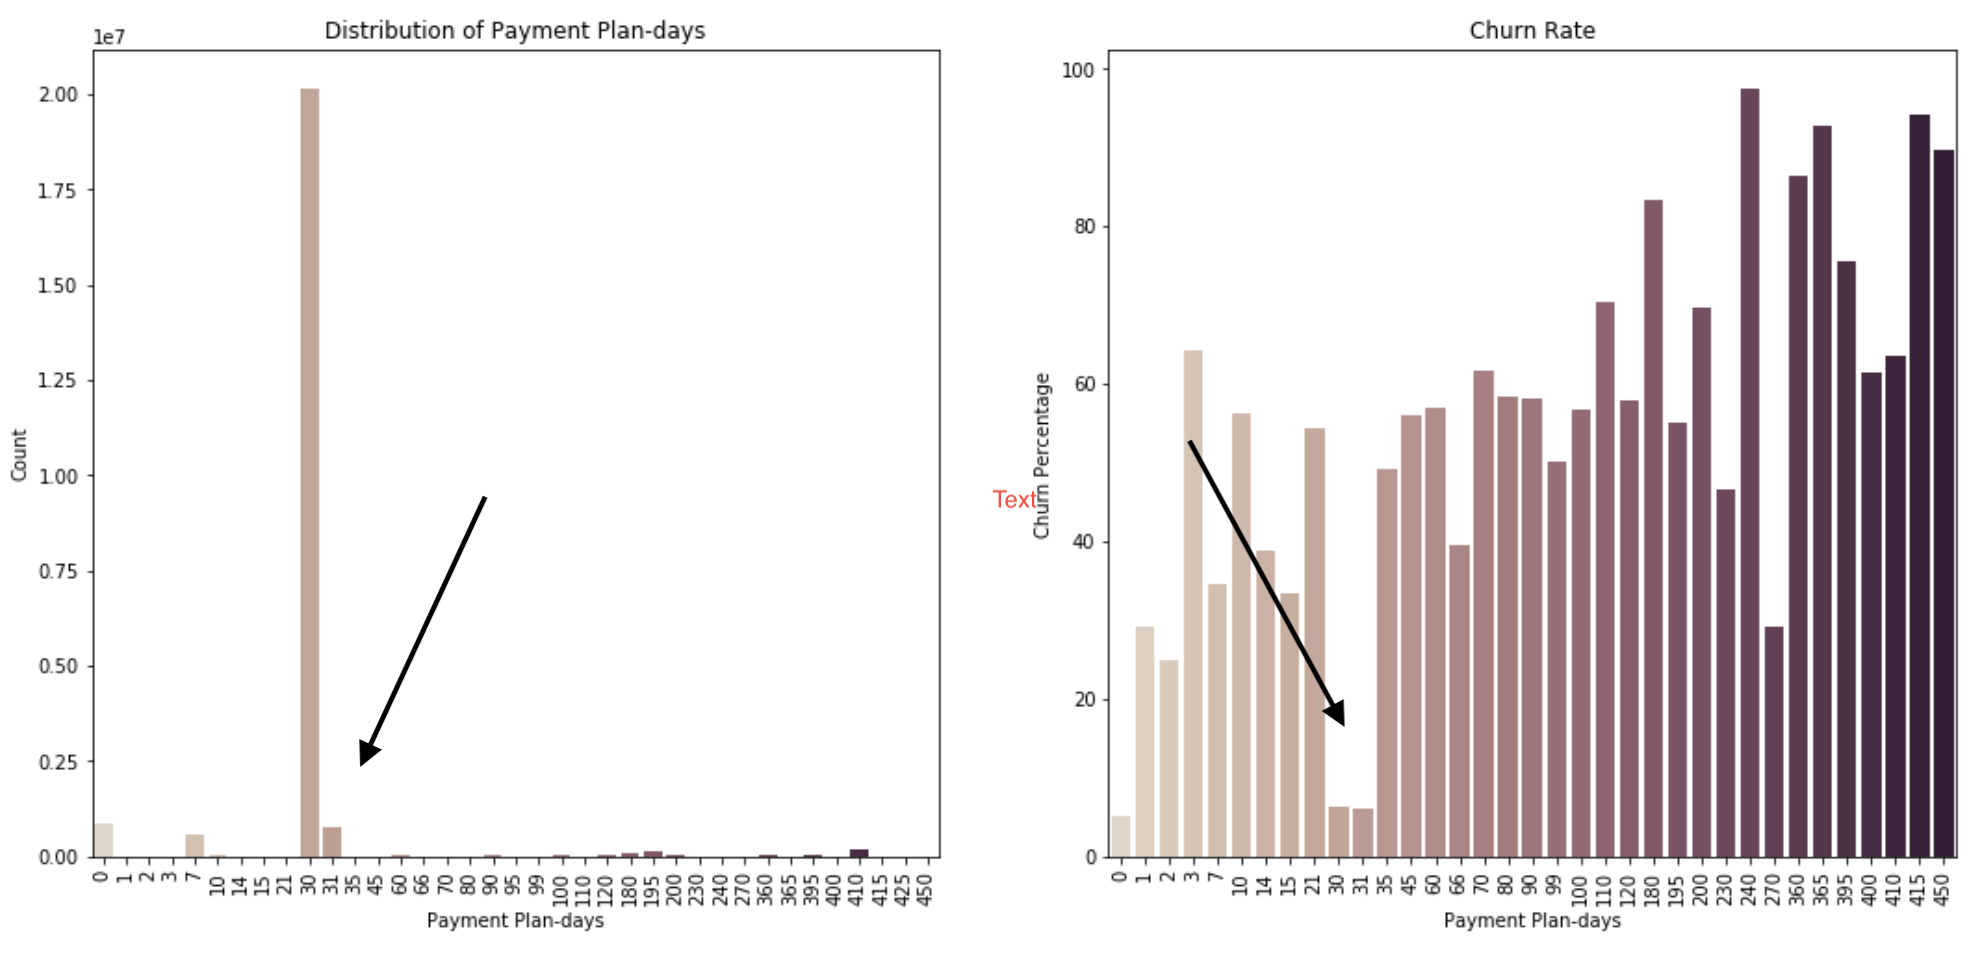 Distribution of Payment Plan-days
1e7
2.00
1.75
1.50
1.25
1.00
0.75
0.50
0.25
0.00
Count
0 1 2 3 7 10 14 15 21 30 31 35 45 60 66 70 80 90 95 99 100 110 120 180 195 200 230 240 270 360 365 395 400 410 415 425 450
Payment Plan-days
Text
Churn Rate
100
80
60
40
20
0
Churn Percentage
0 1 2 3 7 10 14 15 21 30 31 35 45 60 66 70 80 90 99 100 110 120 180 195 200 230 240 270 360 365 395 400 410 415 450
Payment Plan-days